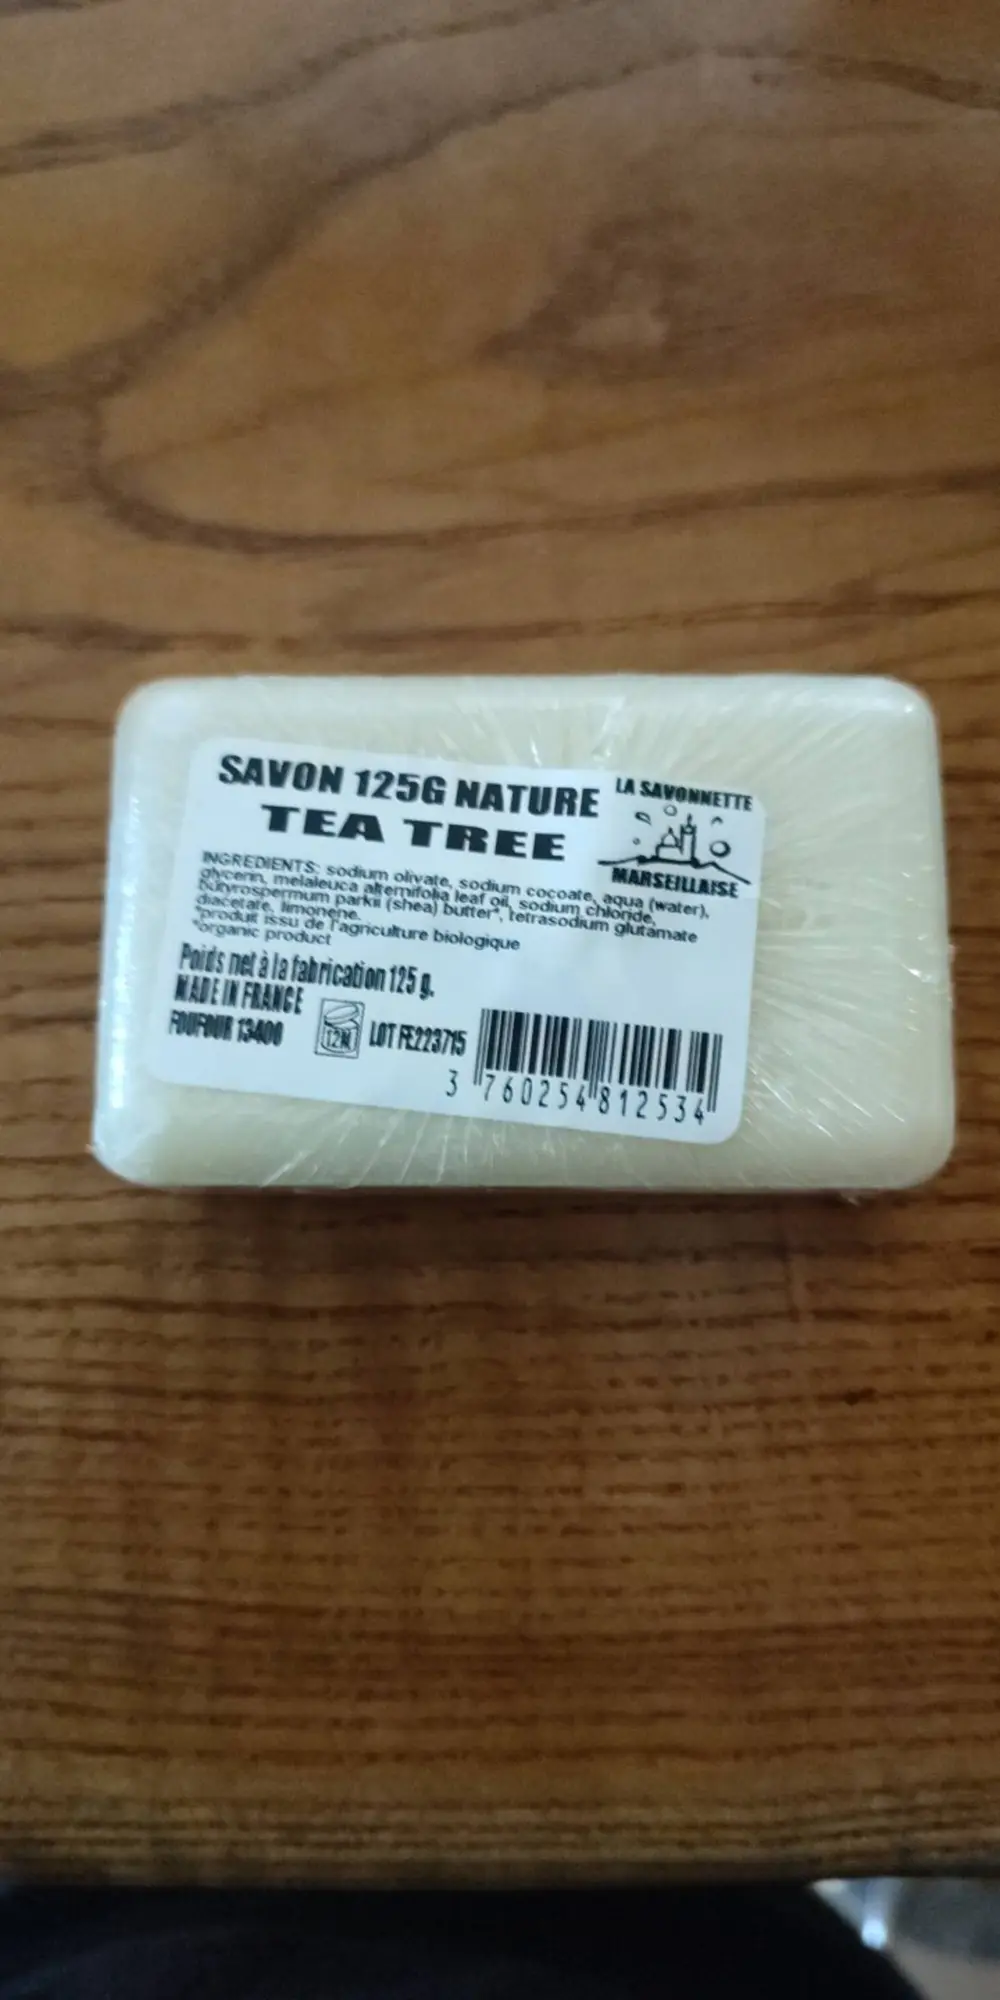 SAVON 125G NATURE
TEA TREE
LA SAVONNETTE
MARSEILLAISE
INGREDIENTS: sodium olivate, sodium cocoate, aqua (water),
glycerin, melaleuca alternifolia leaf oil, sodium chloride,
butyrospermum parkii (shea) butter*, tetrasodium glutamate
diacetate, limonene.
*produit issu de l'agriculture biologique
*organic product
Poids net à la fabrication 125 g.
MADE IN FRANCE
FOUFOUR 13400
12M
LOT FE223715
3 760254 812534